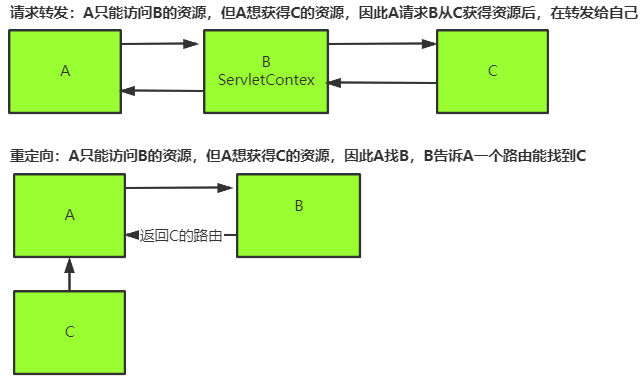 请求转发：A只能访问B的资源，但A想获得C的资源，因此A请求B从C获得资源后，在转发给自己
A
B
ServletContex
C
重定向：A只能访问B的资源，但A想获得C的资源，因此A找B，B告诉A一个路由能找到C
A
B
返回C的路由
C